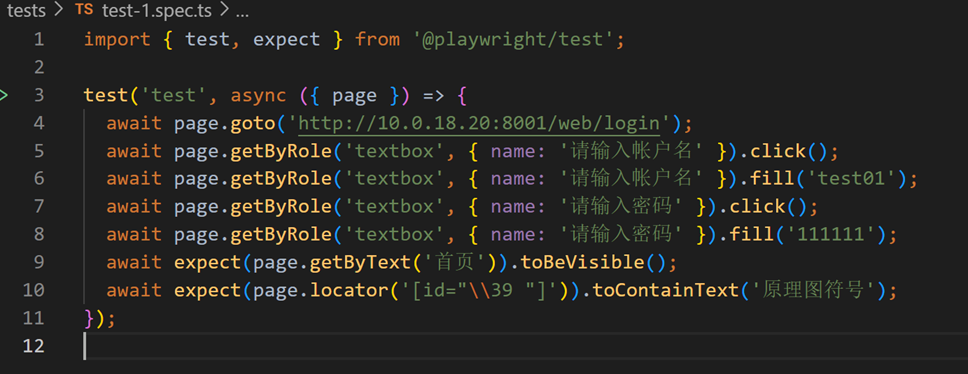 tests > TS test-1.spec.ts > ...
1 import { test, expect } from '@playwright/test';
2
3 test('test', async ({ page }) => {
4 await page.goto('http://10.0.18.20:8001/web/login');
5 await page.getByRole('textbox', { name: '请输入帐户名' }).click();
6 await page.getByRole('textbox', { name: '请输入帐户名' }).fill('test01');
7 await page.getByRole('textbox', { name: '请输入密码' }).click();
8 await page.getByRole('textbox', { name: '请输入密码' }).fill('111111');
9 await expect(page.getByText('首页')).toBeVisible();
10 await expect(page.locator('[id="\\39 "]')).toContainText('原理图符号');
11 });
12